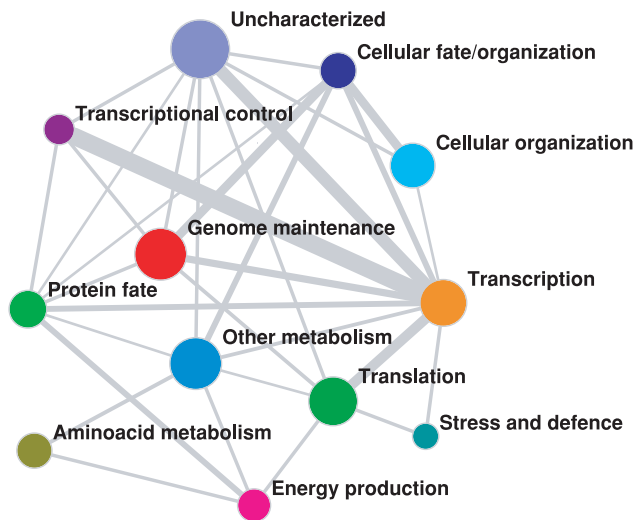 Uncharacterized
Cellular fate/organization
Transcriptional control
Cellular organization
Genome maintenance
Transcription
Protein fate
Other metabolism
Translation
Stress and defence
Aminoacid metabolism
Energy production